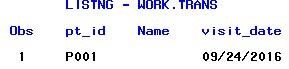 LISTNG - WORK.TRANS
Obs pt_id Name visit_date
1 P001 09/24/2016